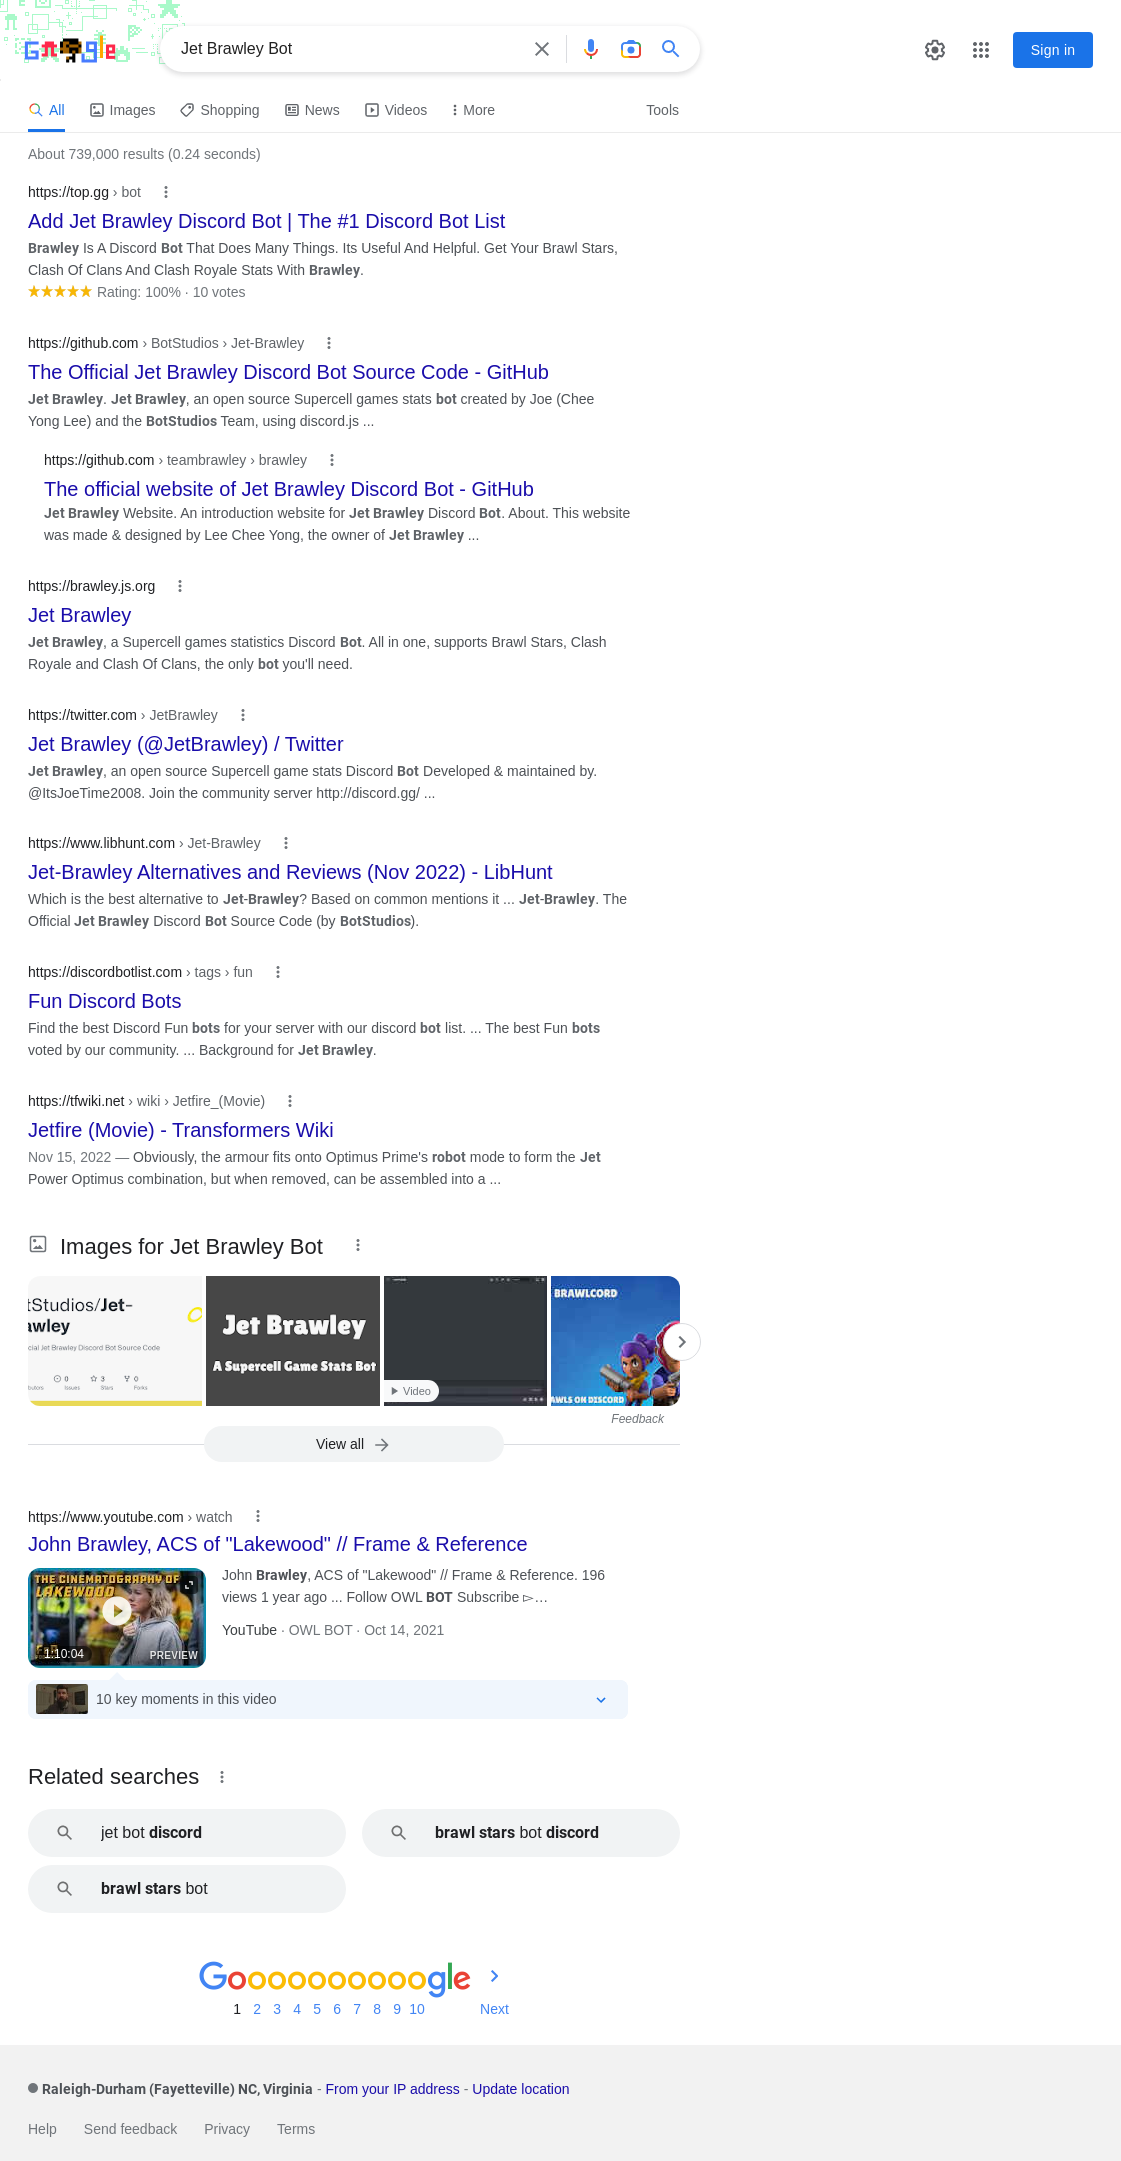 Jet Brawley Bot
Sign in
All Images Shopping News Videos More Tools
About 739,000 results (0.24 seconds)
https://top.gg › bot
Add Jet Brawley Discord Bot | The #1 Discord Bot List
Brawley Is A Discord Bot That Does Many Things. Its Useful And Helpful. Get Your Brawl Stars,
Clash Of Clans And Clash Royale Stats With Brawley.
Rating: 100% · 10 votes
https://github.com › BotStudios › Jet-Brawley
The Official Jet Brawley Discord Bot Source Code - GitHub
Jet Brawley. Jet Brawley, an open source Supercell games stats bot created by Joe (Chee
Yong Lee) and the BotStudios Team, using discord.js ...
https://github.com › teambrawley › brawley
The official website of Jet Brawley Discord Bot - GitHub
Jet Brawley Website. An introduction website for Jet Brawley Discord Bot. About. This website
was made & designed by Lee Chee Yong, the owner of Jet Brawley ...
https://brawley.js.org
Jet Brawley
Jet Brawley, a Supercell games statistics Discord Bot. All in one, supports Brawl Stars, Clash
Royale and Clash Of Clans, the only bot you'll need.
https://twitter.com › JetBrawley
Jet Brawley (@JetBrawley) / Twitter
Jet Brawley, an open source Supercell game stats Discord Bot Developed & maintained by.
@ItsJoeTime2008. Join the community server http://discord.gg/ ...
https://www.libhunt.com › Jet-Brawley
Jet-Brawley Alternatives and Reviews (Nov 2022) - LibHunt
Which is the best alternative to Jet-Brawley? Based on common mentions it ... Jet-Brawley. The
Official Jet Brawley Discord Bot Source Code (by BotStudios).
https://discordbotlist.com › tags › fun
Fun Discord Bots
Find the best Discord Fun bots for your server with our discord bot list. ... The best Fun bots
voted by our community. ... Background for Jet Brawley.
https://tfwiki.net › wiki › Jetfire_(Movie)
Jetfire (Movie) - Transformers Wiki
Nov 15, 2022 — Obviously, the armour fits onto Optimus Prime's robot mode to form the Jet
Power Optimus combination, but when removed, can be assembled into a ...
Images for Jet Brawley Bot
tStudios/Jet-
awley
cial Jet Brawley Discord Bot Source Code
0 3 0
Issues Stars Forks
Jet Brawley
A Supercell Game Stats Bot
Video
BRAWLCORD
AWLS ON DISCORD
Feedback
View all
https://www.youtube.com › watch
John Brawley, ACS of "Lakewood" // Frame & Reference
THE CINEMATOGRAPHY OF
LAKEWOOD
1:10:04
PREVIEW
John Brawley, ACS of "Lakewood" // Frame & Reference. 196
views 1 year ago ... Follow OWL BOT Subscribe ▻…
YouTube · OWL BOT · Oct 14, 2021
10 key moments in this video
Related searches
jet bot discord
brawl stars bot discord
brawl stars bot
Goooooooooogle
1 2 3 4 5 6 7 8 9 10 Next
Raleigh-Durham (Fayetteville) NC, Virginia - From your IP address - Update location
Help Send feedback Privacy Terms